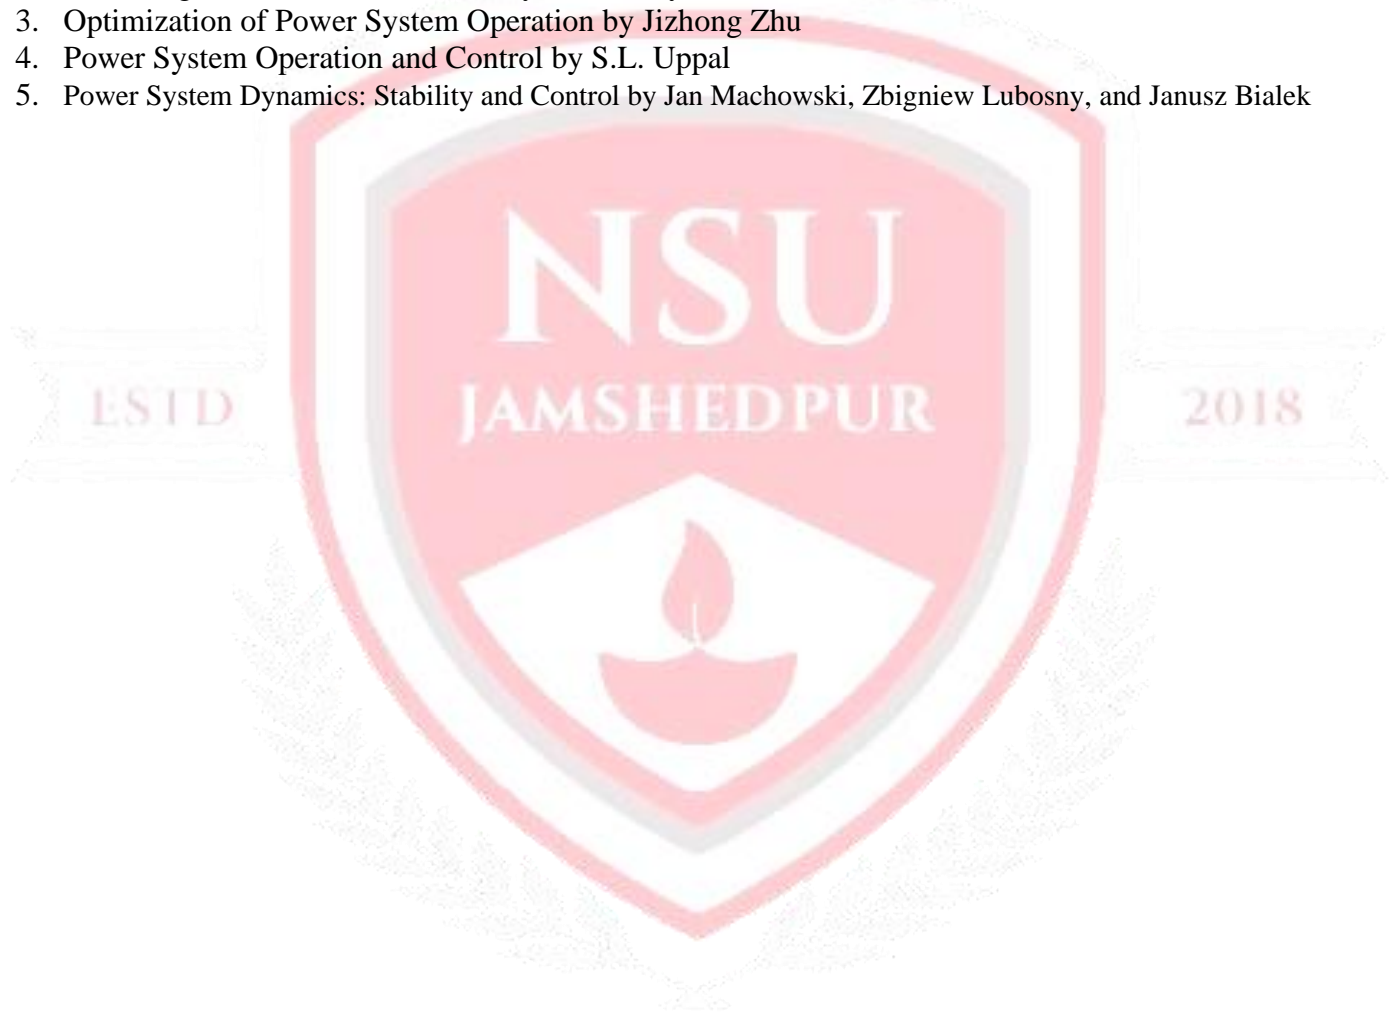 3. Optimization of Power System Operation by Jizhong Zhu
4. Power System Operation and Control by S.L. Uppal
5. Power System Dynamics: Stability and Control by Jan Machowski, Zbigniew Lubosny, and Janusz Bialek
NSU
JAMSHEDPUR
ESTD
2018